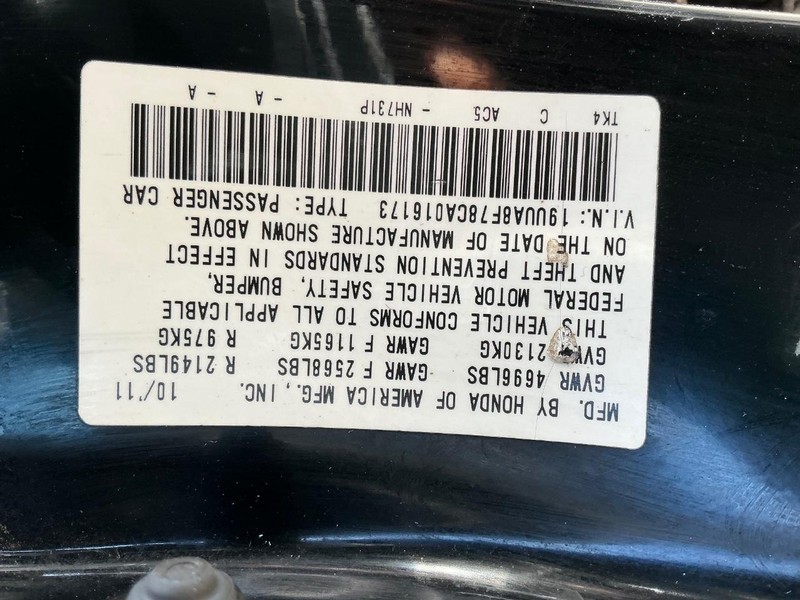 MFD. BY HONDA OF AMERICA MFG., INC. 10/'11
GVWR 4696LBS GAWR F 2568LBS R 2149LBS
GVW 2130KG GAWR F 1165KG R 975KG
THIS VEHICLE CONFORMS TO ALL APPLICABLE
FEDERAL MOTOR VEHICLE SAFETY, BUMPER,
AND THEFT PREVENTION STANDARDS IN EFFECT
ON THE DATE OF MANUFACTURE SHOWN ABOVE.
V.I.N.: 19UUA8F78CA016173 TYPE: PASSENGER CAR
TK4 C AC5 - NH731P - A - A